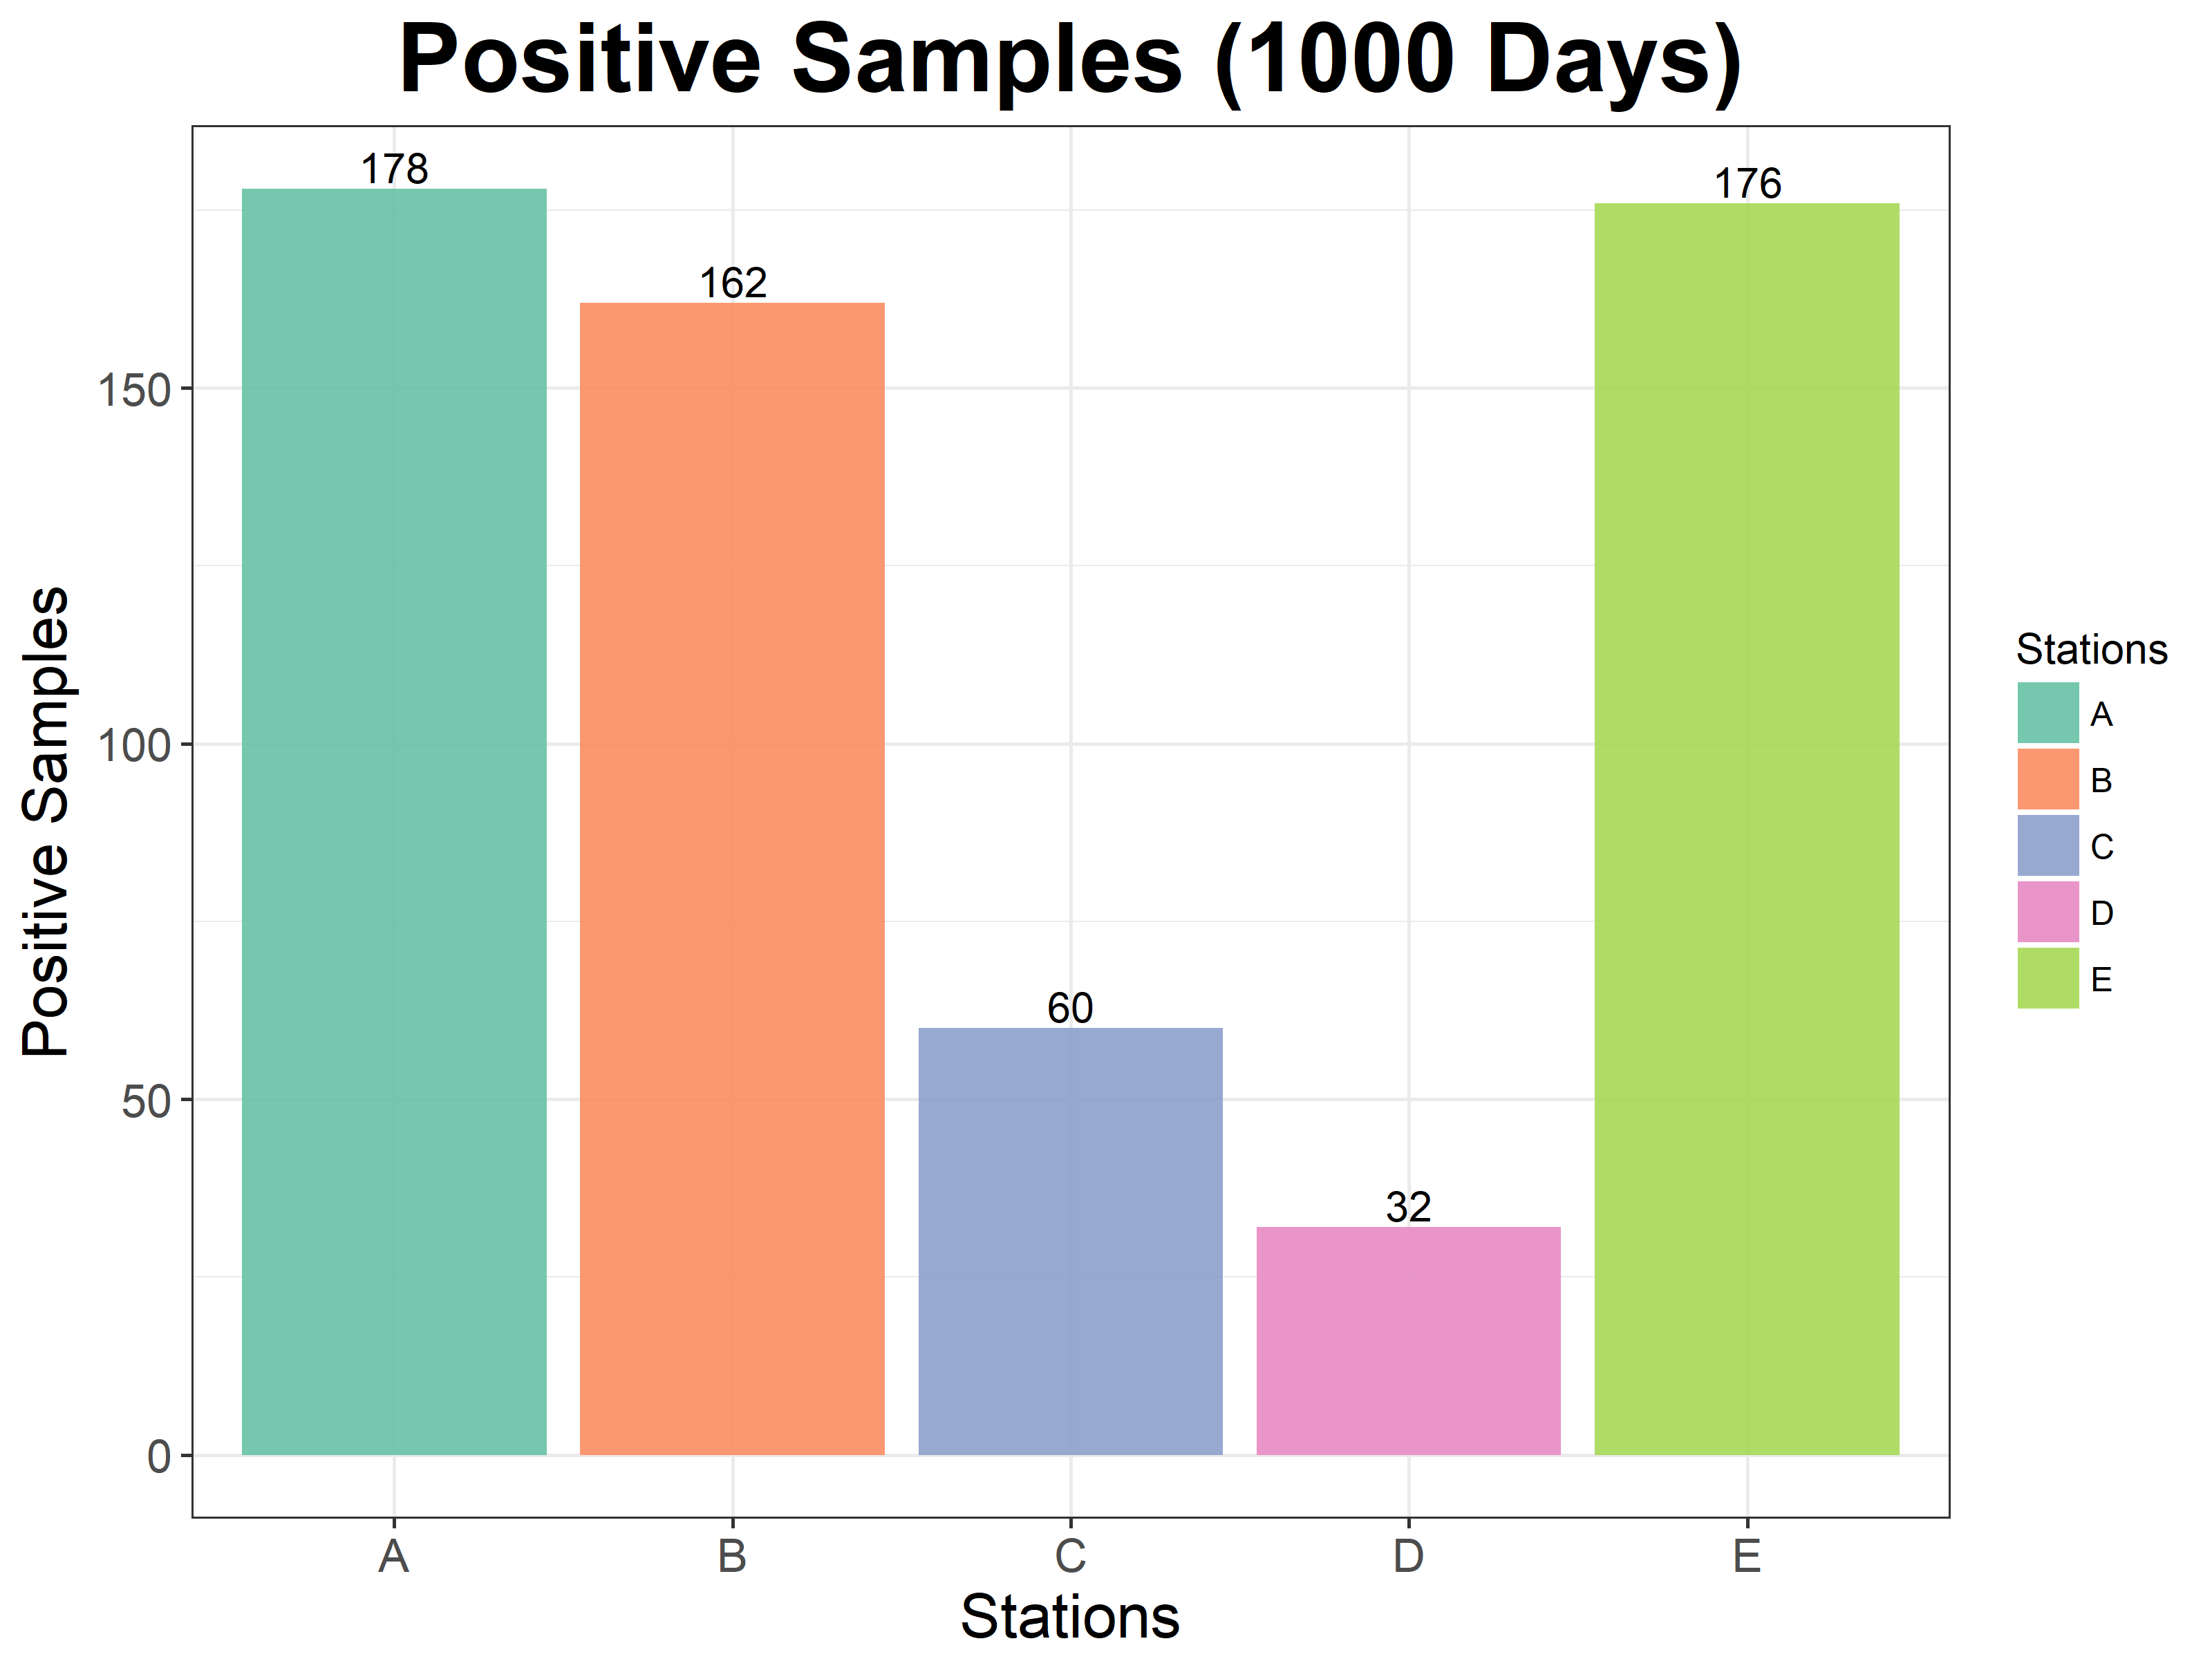 Positive Samples (1000 Days)
Positive Samples
150
100
50
0
178
162
60
32
176
A
B
C
D
E
Stations
Stations
A
B
C
D
E